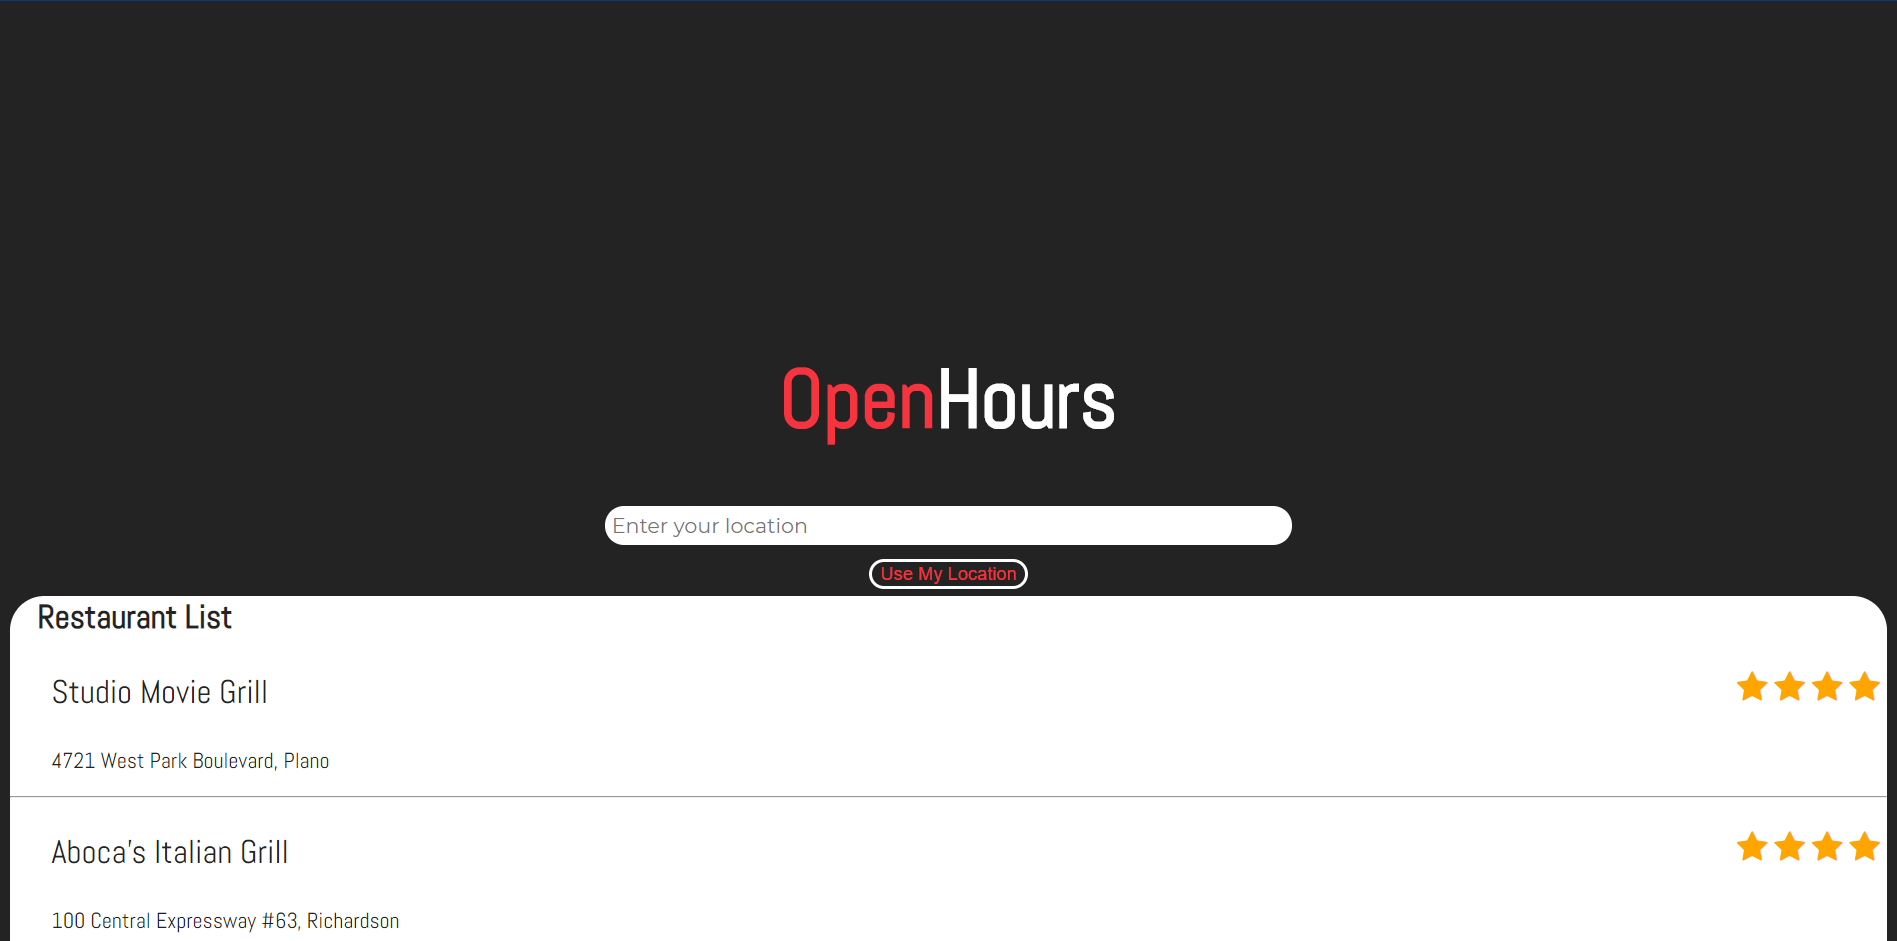 OpenHours
Enter your location
Use My Location
Restaurant List
Studio Movie Grill
4721 West Park Boulevard, Plano
Aboca's Italian Grill
100 Central Expressway #63, Richardson